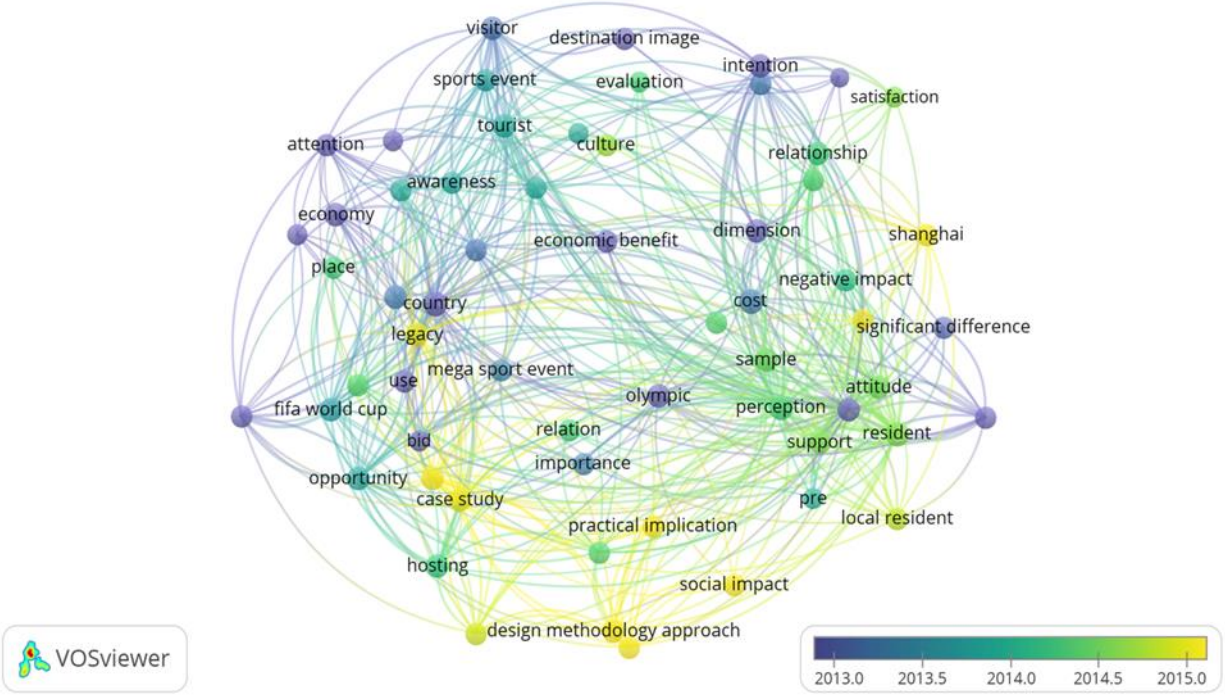 visitor
destination image
intention
sports event
evaluation
satisfaction
tourist
culture
attention
relationship
awareness
economy
shanghai
dimension
economic benefit
place
negative impact
country
cost
significant difference
legacy
sample
mega sport event
use
attitude
olympic
fifa world cup
perception
relation
resident
bid
support
importance
opportunity
case study
pre
local resident
practical implication
hosting
social impact
design methodology approach
VOSviewer
2013.0 2013.5 2014.0 2014.5 2015.0